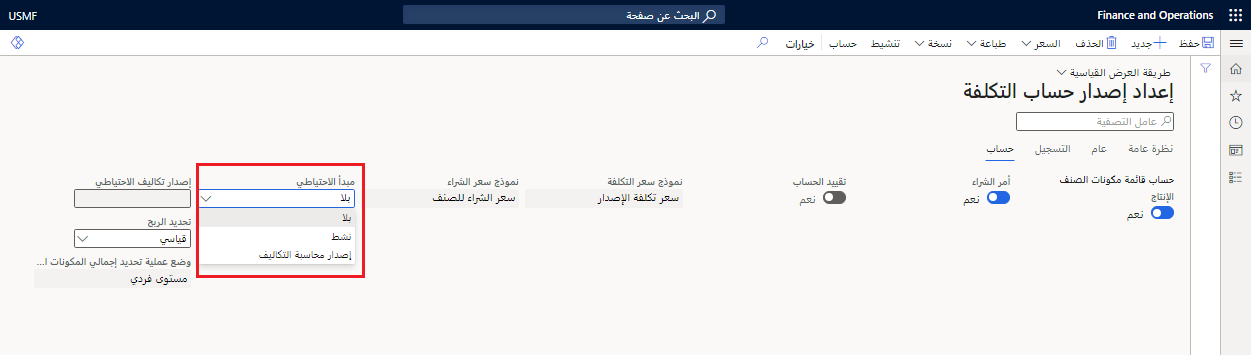 Finance and Operations
البحث عن صفحة
USMF
حفظ
جديد
الحذف
السعر
طباعة
نسخة
تنشيط
حساب
خيارات
طريقة العرض القياسية
إعداد إصدار حساب التكلفة
عامل التصفية
نظرة عامة
عام
التسجيل
حساب
حساب قائمة مكونات الصنف
الإنتاج
نعم
أمر الشراء
نعم
تقييد الحساب
نعم
نموذج سعر التكلفة
سعر تكلفة الإصدار
نموذج سعر الشراء
سعر الشراء للصنف
مبدأ الاحتياطي
بلا
بلا
نشط
إصدار محاسبة التكاليف
إصدار تكاليف الاحتياطي
تحديد الربح
قياسي
وضع عملية تحديد إجمالي المكونات ا...
مستوى فردي